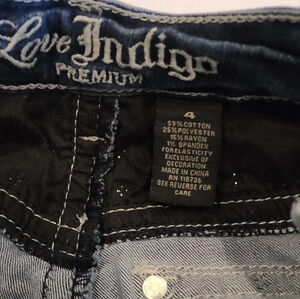 Love Indigo
PREMIUM
4
59% COTTON
25% POLYESTER
15% RAYON
1% SPANDEX
FOR ELASTICITY
EXCLUSIVE OF
DECORATION
MADE IN CHINA
RN 118736
SEE REVERSE FOR
CARE